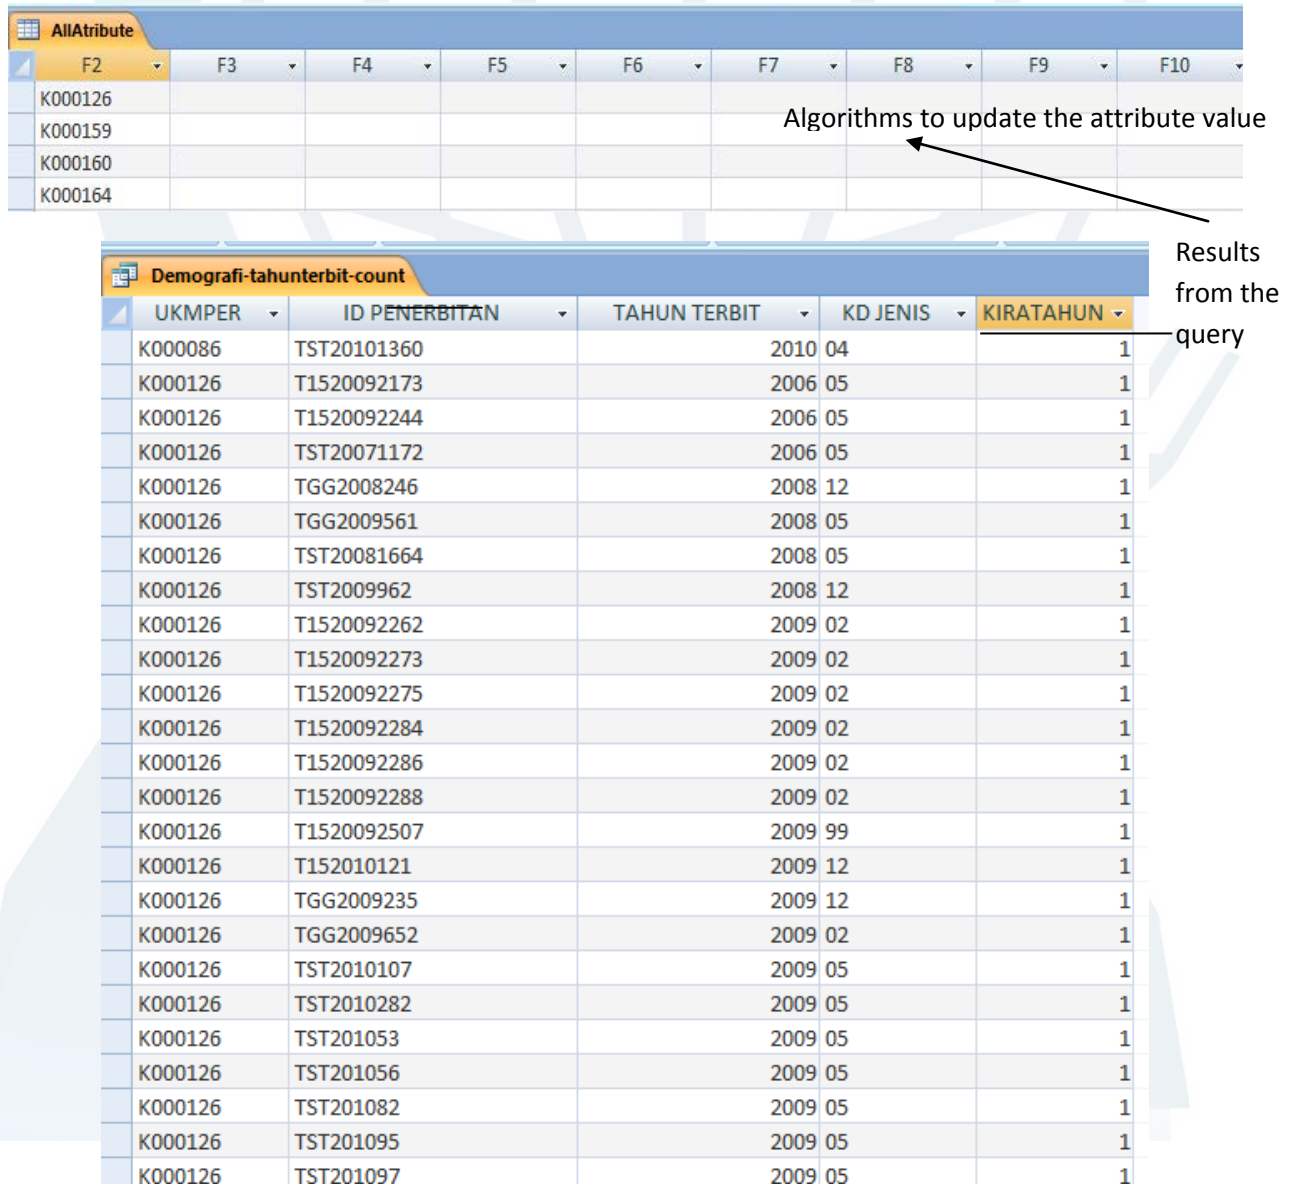 AllAtribute
F2 F3 F4 F5 F6 F7 F8 F9 F10
K000126
K000159
K000160
K000164
Algorithms to update the attribute value
Results
from the
query
Demografi-tahunterbit-count
UKMPER ID PENERBITAN TAHUN TERBIT KD JENIS KIRATAHUN
K000086 TST20101360 2010 04 1
K000126 T1520092173 2006 05 1
K000126 T1520092244 2006 05 1
K000126 TST20071172 2006 05 1
K000126 TGG2008246 2008 12 1
K000126 TGG2009561 2008 05 1
K000126 TST20081664 2008 05 1
K000126 TST2009962 2008 12 1
K000126 T1520092262 2009 02 1
K000126 T1520092273 2009 02 1
K000126 T1520092275 2009 02 1
K000126 T1520092284 2009 02 1
K000126 T1520092286 2009 02 1
K000126 T1520092288 2009 02 1
K000126 T1520092507 2009 99 1
K000126 T152010121 2009 12 1
K000126 TGG2009235 2009 12 1
K000126 TGG2009652 2009 02 1
K000126 TST2010107 2009 05 1
K000126 TST2010282 2009 05 1
K000126 TST201053 2009 05 1
K000126 TST201056 2009 05 1
K000126 TST201082 2009 05 1
K000126 TST201095 2009 05 1
K000126 TST201097 2009 05 1